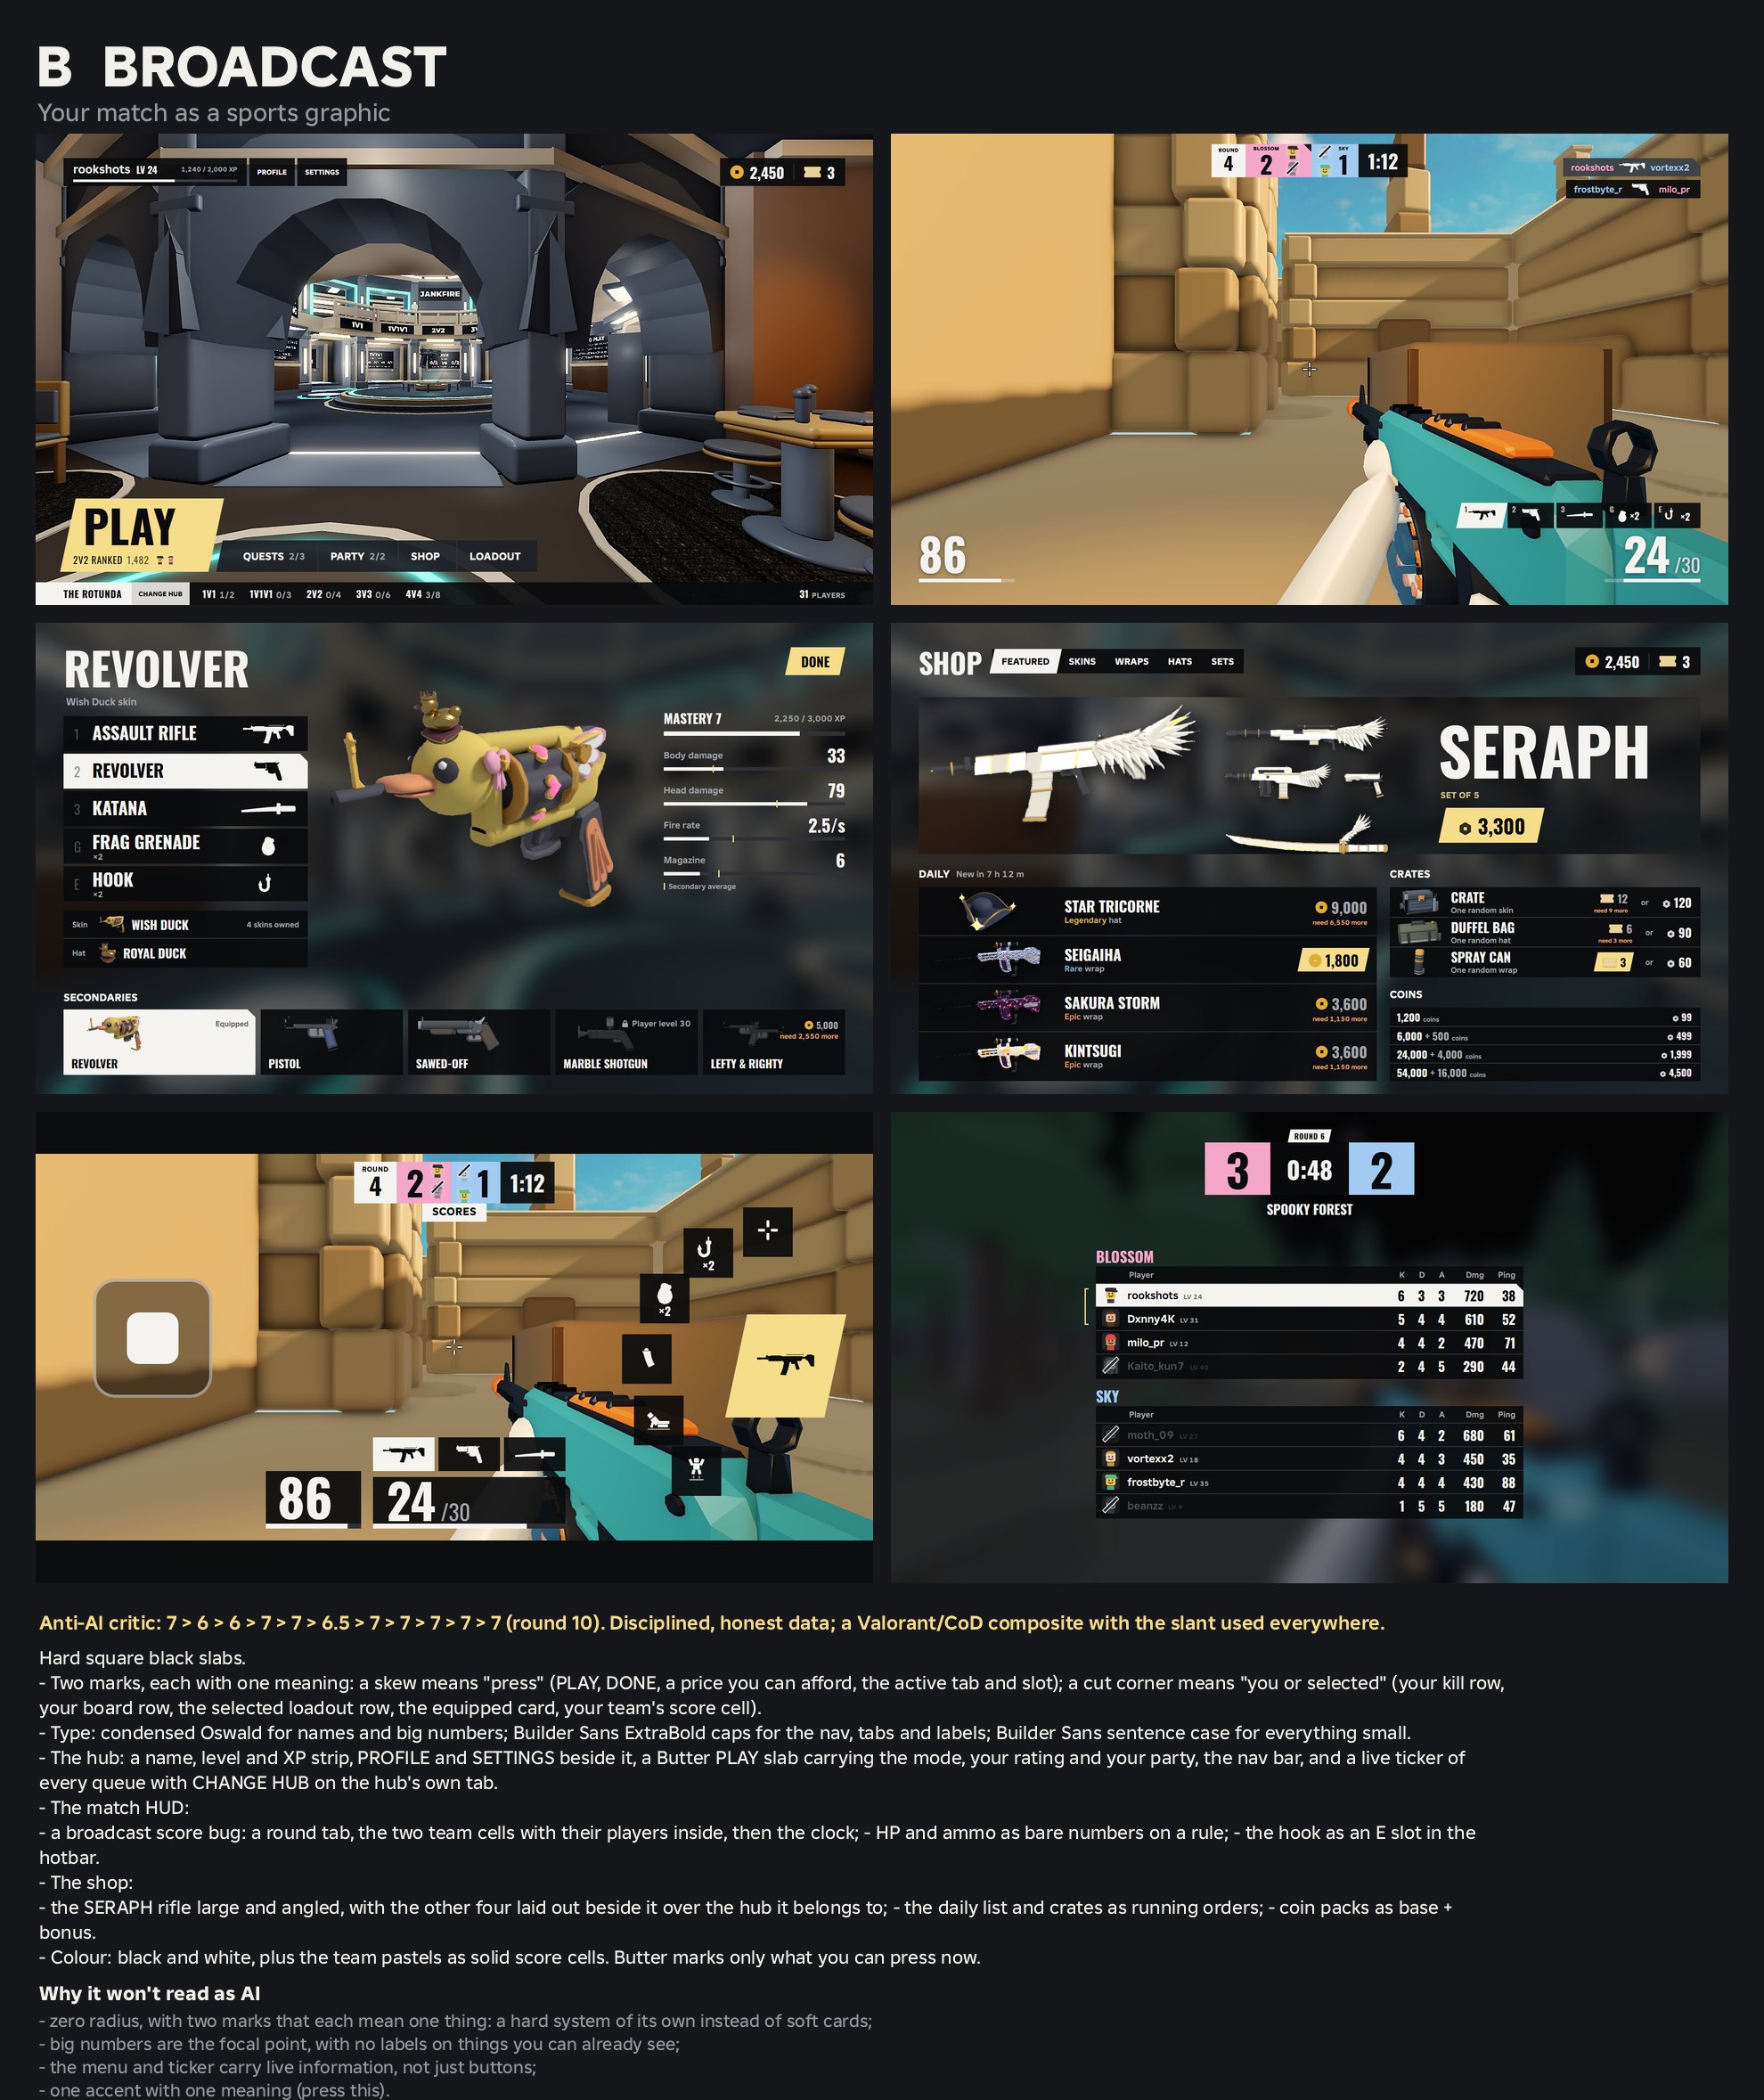 B BROADCAST
Your match as a sports graphic
rookshots LV 24
1,240 / 2,000 XP
PROFILE
SETTINGS
2,450
3
JANKFIRE
1V1
1V1V1
2V2
PLAY
2V2 RANKED 1,482
QUESTS 2/3
PARTY 2/2
SHOP
LOADOUT
THE ROTUNDA
CHANGE HUB
1V1 1/2
1V1V1 0/3
2V2 0/4
3V3 0/6
4V4 3/8
31 PLAYERS
ROUND
4
BLOSSOM
2
SKY
1
1:12
rookshots vortexx2
frostbyte_r milo_pr
1
2
3
G ×2
E ×2
86
24 /30
REVOLVER
Wish Duck skin
DONE
1 ASSAULT RIFLE
2 REVOLVER
3 KATANA
G FRAG GRENADE
×2
E HOOK
×2
Skin WISH DUCK 4 skins owned
Hat ROYAL DUCK
MASTERY 7 2,250 / 3,000 XP
Body damage 33
Head damage 79
Fire rate 2.5/s
Magazine 6
Secondary average
SECONDARIES
Equipped
REVOLVER
PISTOL
SAWED-OFF
Player level 30
MARBLE SHOTGUN
5,000
need 2,550 more
LEFTY & RIGHTY
SHOP
FEATURED
SKINS
WRAPS
HATS
SETS
2,450
3
SERAPH
SET OF 5
3,300
DAILY New in 7 h 12 m
STAR TRICORNE
Legendary hat
9,000
need 6,550 more
SEIGAIHA
Rare wrap
1,800
SAKURA STORM
Epic wrap
3,600
need 1,150 more
KINTSUGI
Epic wrap
3,600
need 1,150 more
CRATES
CRATE
One random skin
12 or 120
need 9 more
DUFFEL BAG
One random hat
6 or 90
need 3 more
SPRAY CAN
One random wrap
3 or 60
COINS
1,200 coins 99
6,000 + 500 coins 499
24,000 + 4,000 coins 1,999
54,000 + 16,000 coins 4,500
ROUND
4
2
1
1:12
SCORES
×2
×2
86
24 /30
ROUND 6
3
0:48
2
SPOOKY FOREST
BLOSSOM
Player K D A Dmg Ping
rookshots LV 24 6 3 3 720 38
Dxnny4K LV 31 5 4 4 610 52
milo_pr LV 12 4 4 2 470 71
Kaito_kun7 LV 40 2 4 5 290 44
SKY
Player K D A Dmg Ping
moth_09 LV 27 6 4 2 680 61
vortexx2 LV 18 4 4 3 450 35
frostbyte_r LV 35 4 4 4 430 88
beanzz LV 9 1 5 5 180 47
Anti-AI critic: 7 > 6 > 6 > 7 > 7 > 6.5 > 7 > 7 > 7 > 7 > 7 (round 10). Disciplined, honest data; a Valorant/CoD composite with the slant used everywhere.
Hard square black slabs.
- Two marks, each with one meaning: a skew means "press" (PLAY, DONE, a price you can afford, the active tab and slot); a cut corner means "you or selected" (your kill row,
your board row, the selected loadout row, the equipped card, your team's score cell).
- Type: condensed Oswald for names and big numbers; Builder Sans ExtraBold caps for the nav, tabs and labels; Builder Sans sentence case for everything small.
- The hub: a name, level and XP strip, PROFILE and SETTINGS beside it, a Butter PLAY slab carrying the mode, your rating and your party, the nav bar, and a live ticker of
every queue with CHANGE HUB on the hub's own tab.
- The match HUD:
- a broadcast score bug: a round tab, the two team cells with their players inside, then the clock; - HP and ammo as bare numbers on a rule; - the hook as an E slot in the
hotbar.
- The shop:
- the SERAPH rifle large and angled, with the other four laid out beside it over the hub it belongs to; - the daily list and crates as running orders; - coin packs as base +
bonus.
- Colour: black and white, plus the team pastels as solid score cells. Butter marks only what you can press now.
Why it won't read as AI
- zero radius, with two marks that each mean one thing: a hard system of its own instead of soft cards;
- big numbers are the focal point, with no labels on things you can already see;
- the menu and ticker carry live information, not just buttons;
- one accent with one meaning (press this).